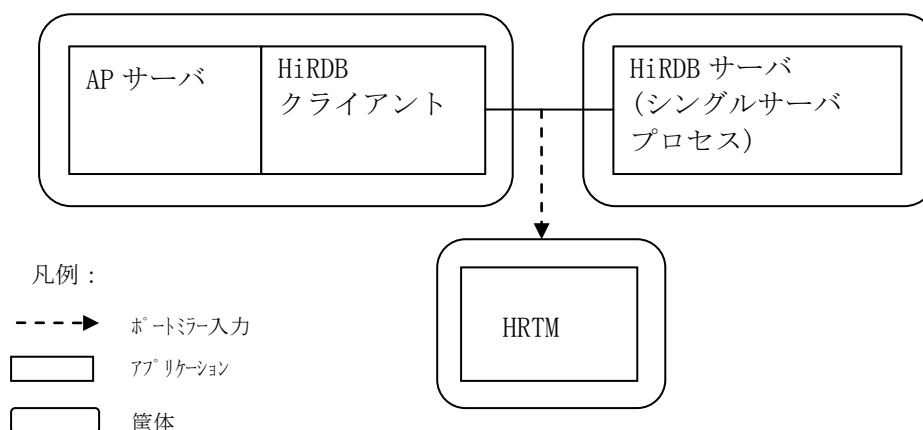 AP サーバ
HiRDB
クライアント
HiRDB サーバ
(シングルサーバ
プロセス)
HRTM
凡例：
ﾎﾟｰﾄﾐﾗｰ入力
ｱﾌﾟﾘｹｰｼｮﾝ
筐体